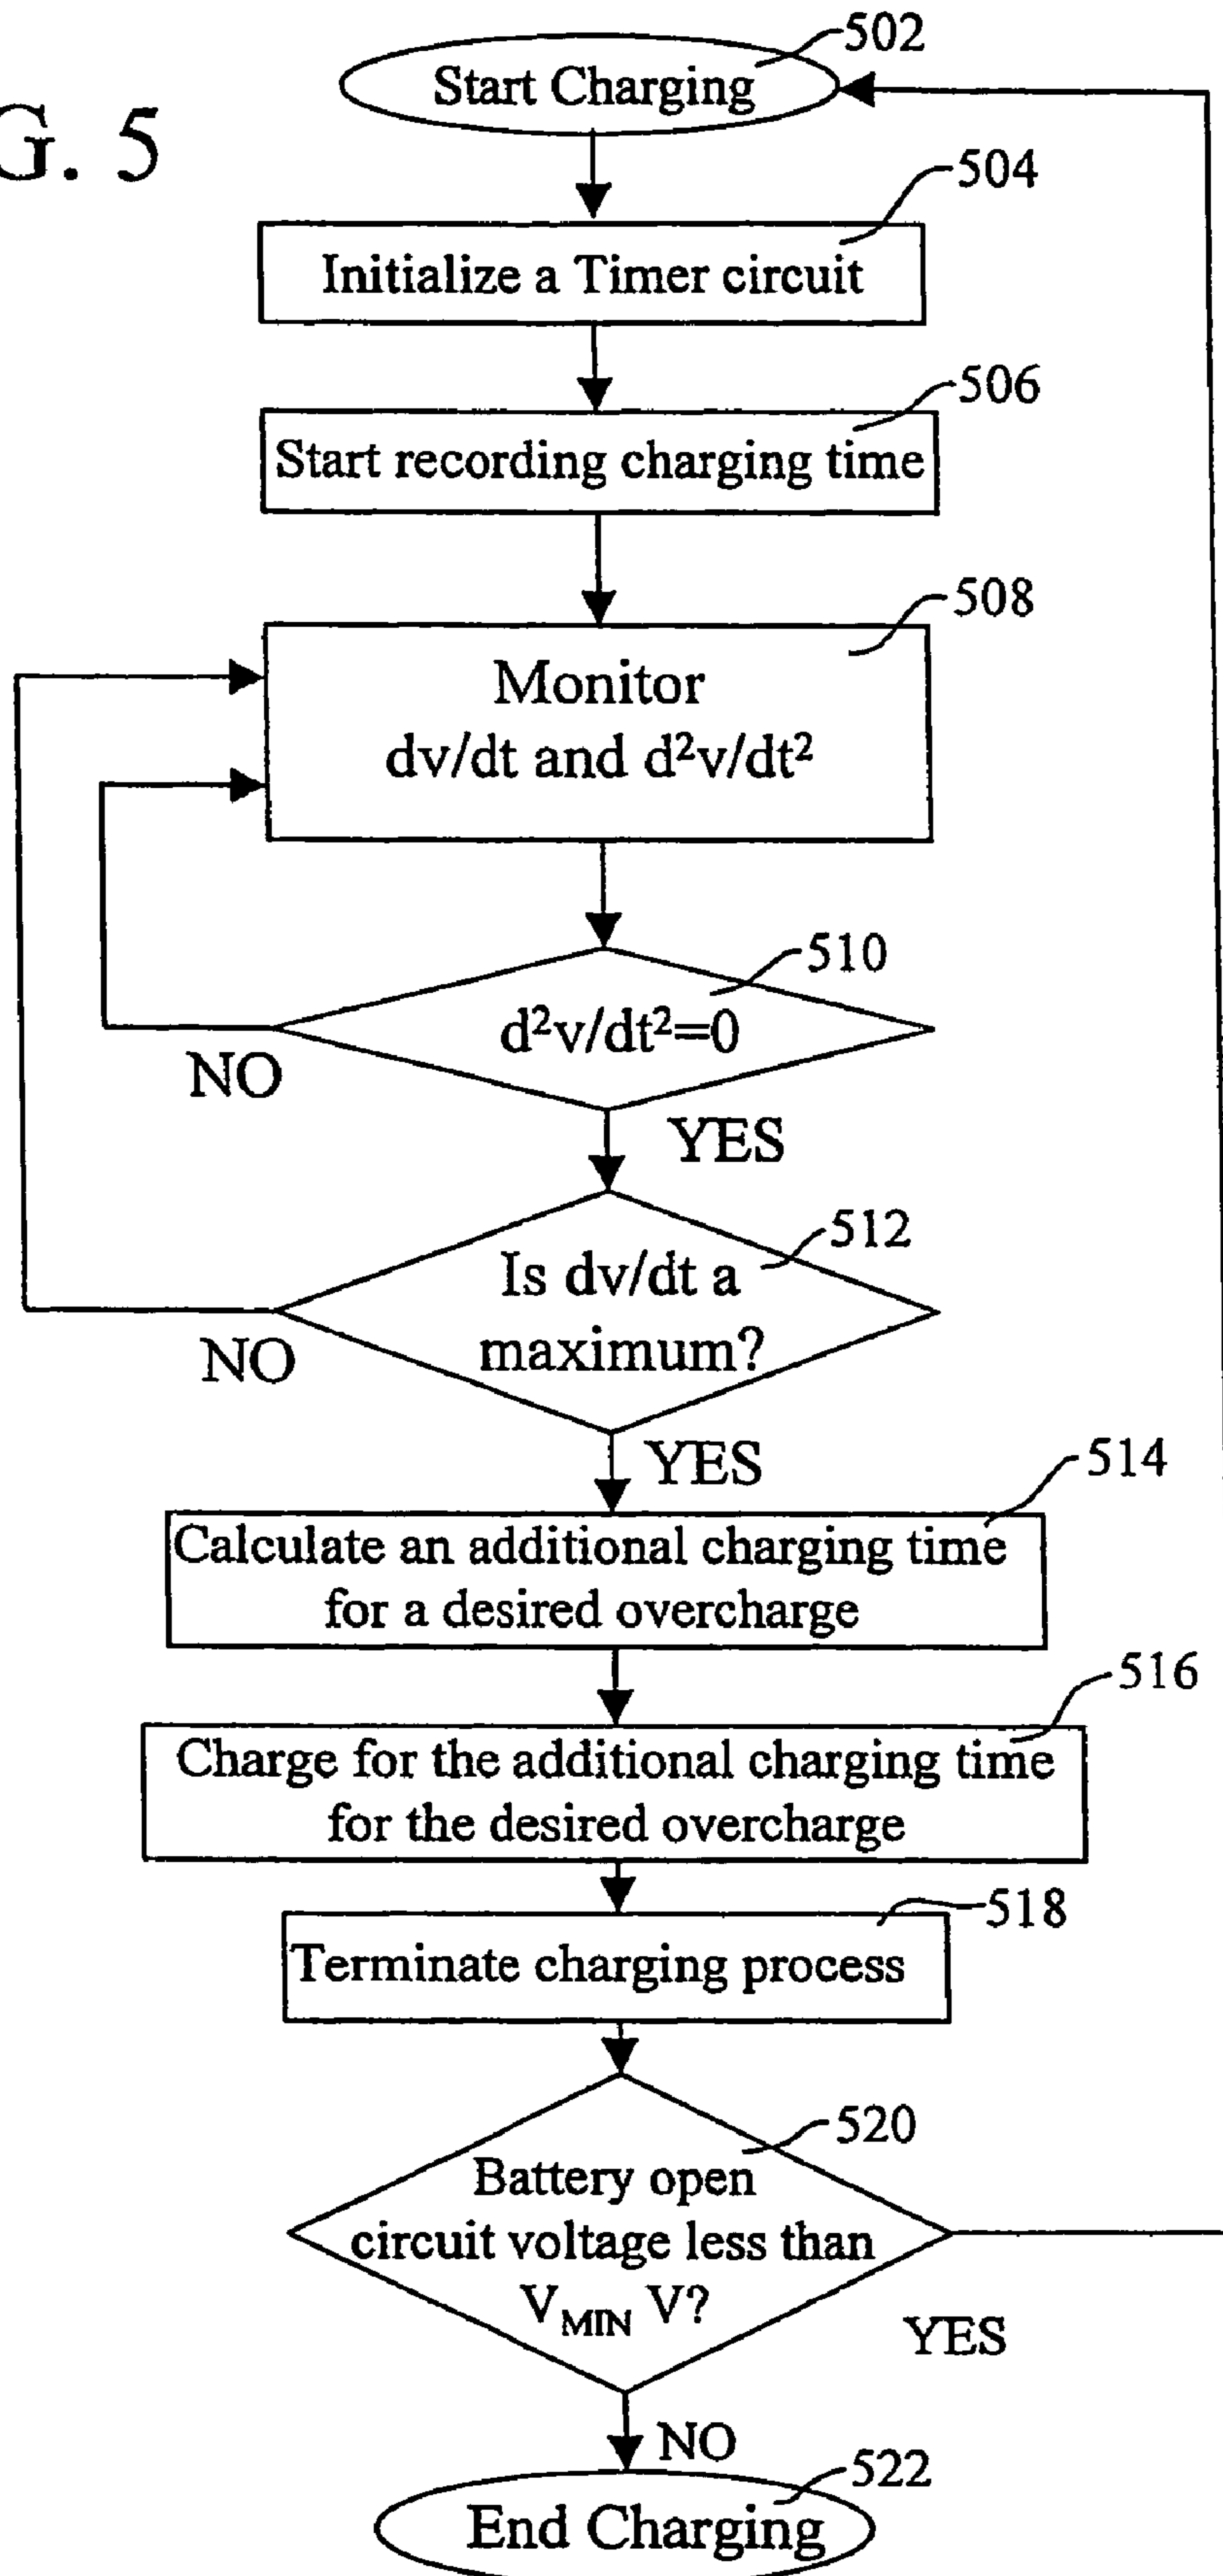 G. 5
502
Start Charging
504
Initialize a Timer circuit
506
Start recording charging time
508
Monitor
dv/dt and d²v/dt²
510
d²v/dt²=0
NO
YES
512
Is dv/dt a
maximum?
NO
YES
514
Calculate an additional charging time
for a desired overcharge
516
Charge for the additional charging time
for the desired overcharge
518
Terminate charging process
520
Battery open
circuit voltage less than
V_MIN V?
YES
NO
522
End Charging